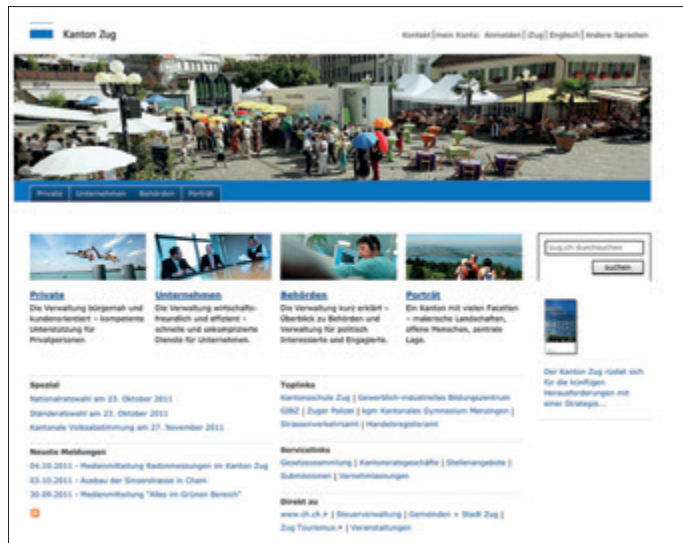 Kanton Zug
Kontakt | mein Konto: Anmelden | iZug | Englisch | Andere Sprachen
Private Unternehmen Behörden Porträt
zug.ch durchsuchen
suchen
Private
Die Verwaltung bürgernah und
kundenorientiert – kompetente
Unterstützung für
Privatpersonen
Unternehmen
Die Verwaltung wirtschafts-
freundlich und effizient –
schnelle und unkomplizierte
Dienste für Unternehmen.
Behörden
Die Verwaltung kurz erklärt –
Überblick zu Behörden und
Verwaltung für politisch
Interessierte und Engagierte.
Porträt
Ein Kanton mit vielen Facetten
– malerische Landschaften,
offene Menschen, zentrale
Lage.
Der Kanton Zug rüstet sich
für die künftigen
Herausforderungen mit
einer Strategie...
Spezial
Nationalratswahl am 23. Oktober 2011
Ständeratswahl am 23. Oktober 2011
Kantonale Volksabstimmung am 27. November 2011
Neuste Meldungen
04.10.2011 - Medienmitteilung Radonmessungen im Kanton Zug
03.10.2011 - Ausbau der Sinserstrasse in Cham
30.09.2011 - Medienmitteilung "Alles im Grünen Bereich"
Toplinks
Kantonsschule Zug | Gewerblich-industrielles Bildungszentrum
GIBZ | Zuger Polizei | kgm Kantonales Gymnasium Menzingen |
Strassenverkehrsamt | Handelsregisteramt
Servicelinks
Gesetzessammlung | Kantonsratsgeschäfte | Stellenangebote |
Submissionen | Vernehmlassungen
Direkt zu
www.ch.ch | Steuerverwaltung | Gemeinden + Stadt Zug |
Zug Tourismus | Veranstaltungen